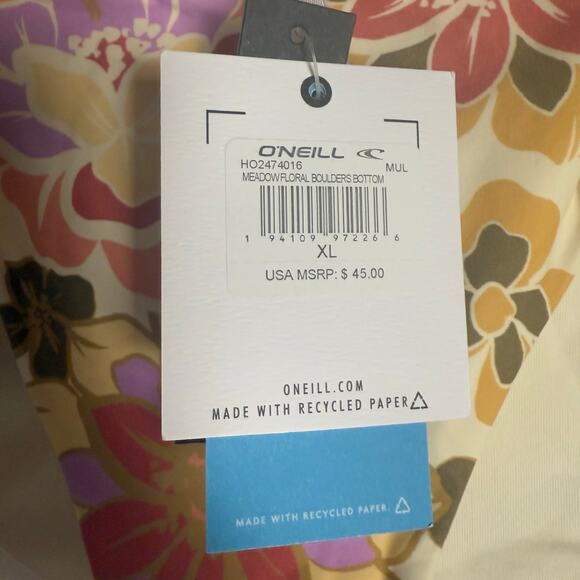 O'NEILL
HO2474016 MUL
MEADOW FLORAL BOULDERS BOTTOM
1 94109 97226 6
XL
USA MSRP: $ 45.00
ONEILL.COM
MADE WITH RECYCLED PAPER
MADE WITH RECYCLED PAPER.